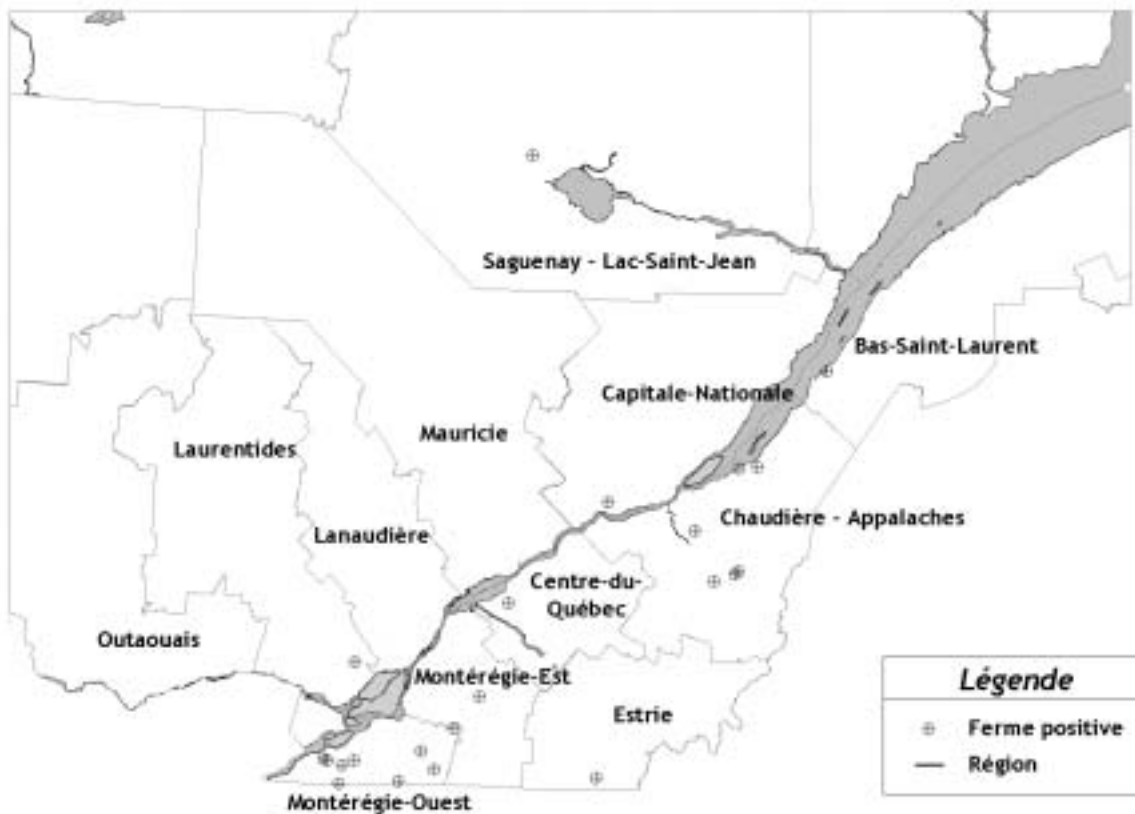 Saguenay - Lac-Saint-Jean
Bas-Saint-Laurent
Capitale-Nationale
Mauricie
Laurentides
Chaudière - Appalaches
Lanaudière
Centre-du-
Québec
Outaouais
Montérégie-Est
Estrie
Montérégie-Ouest
Légende
Ferme positive
Région